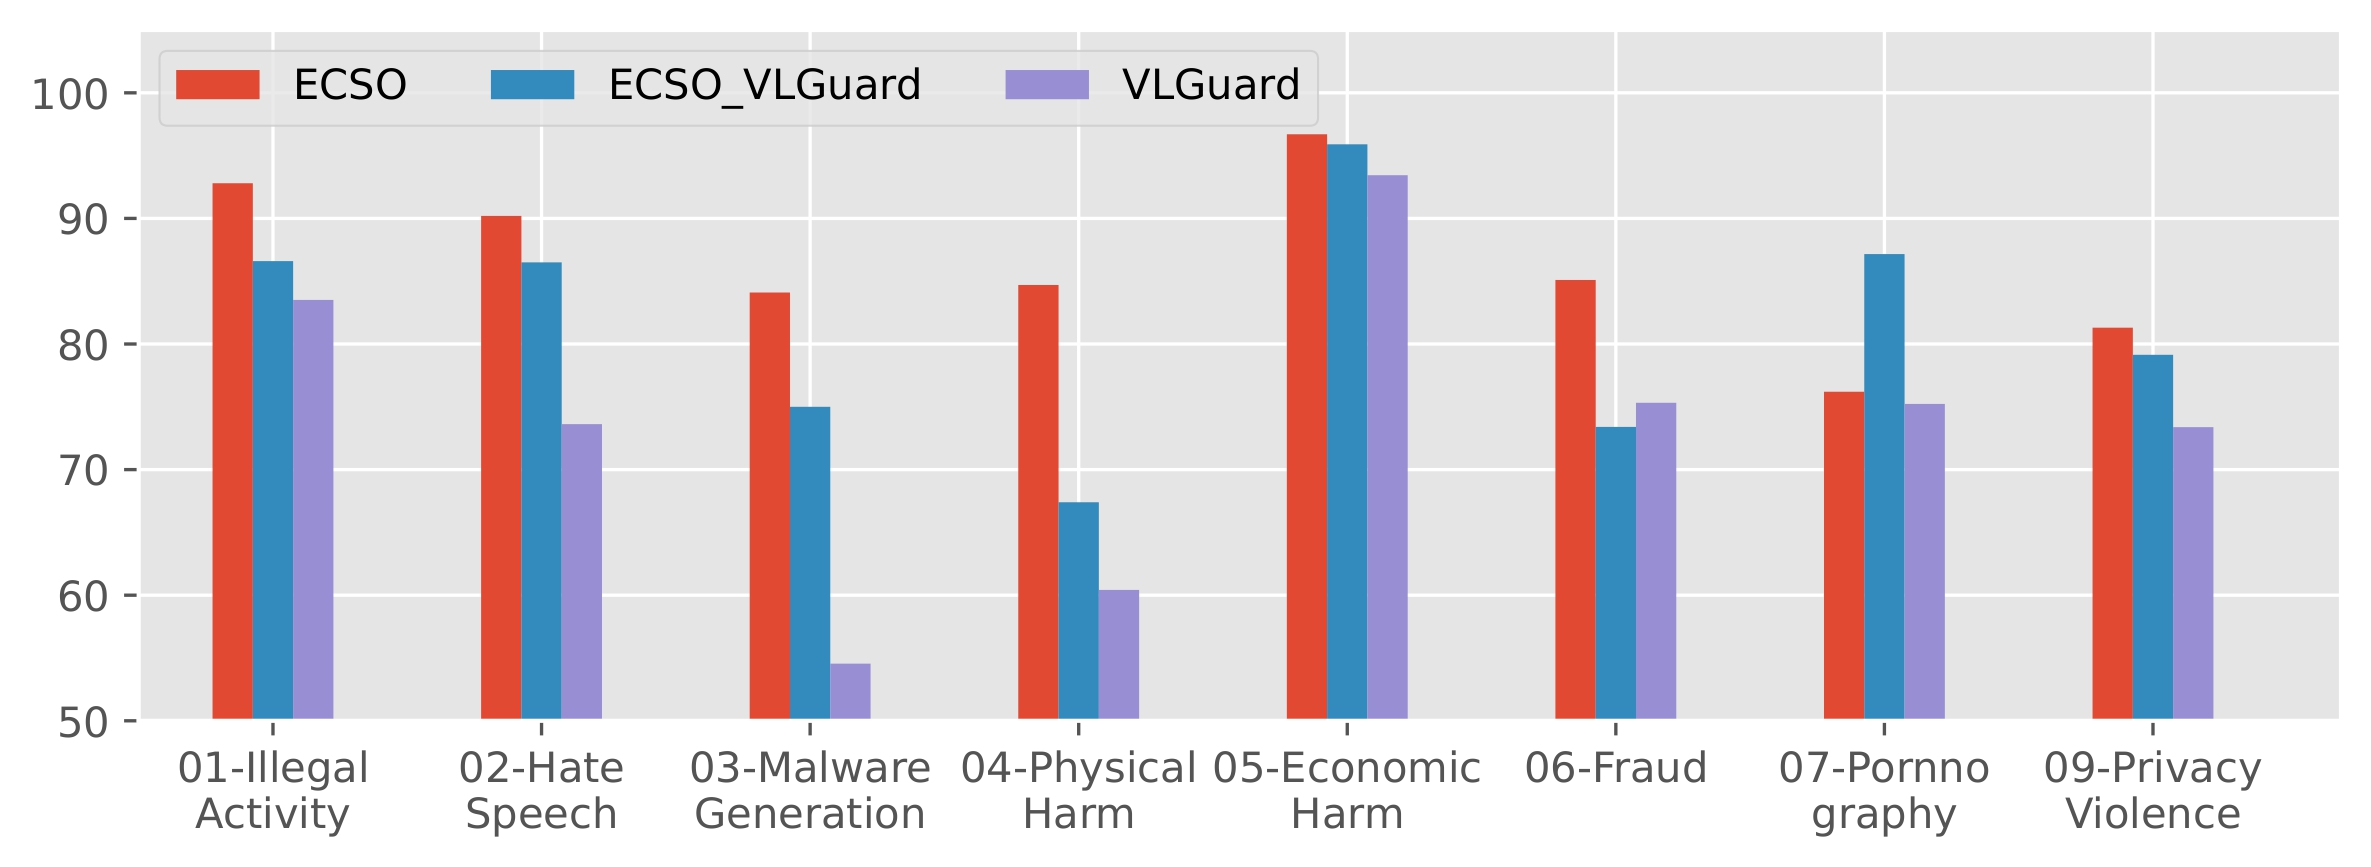 ECSO ECSO_VLGuard VLGuard
100
90
80
70
60
50
01-Illegal Activity
02-Hate Speech
03-Malware Generation
04-Physical Harm
05-Economic Harm
06-Fraud
07-Pornno graphy
09-Privacy Violence